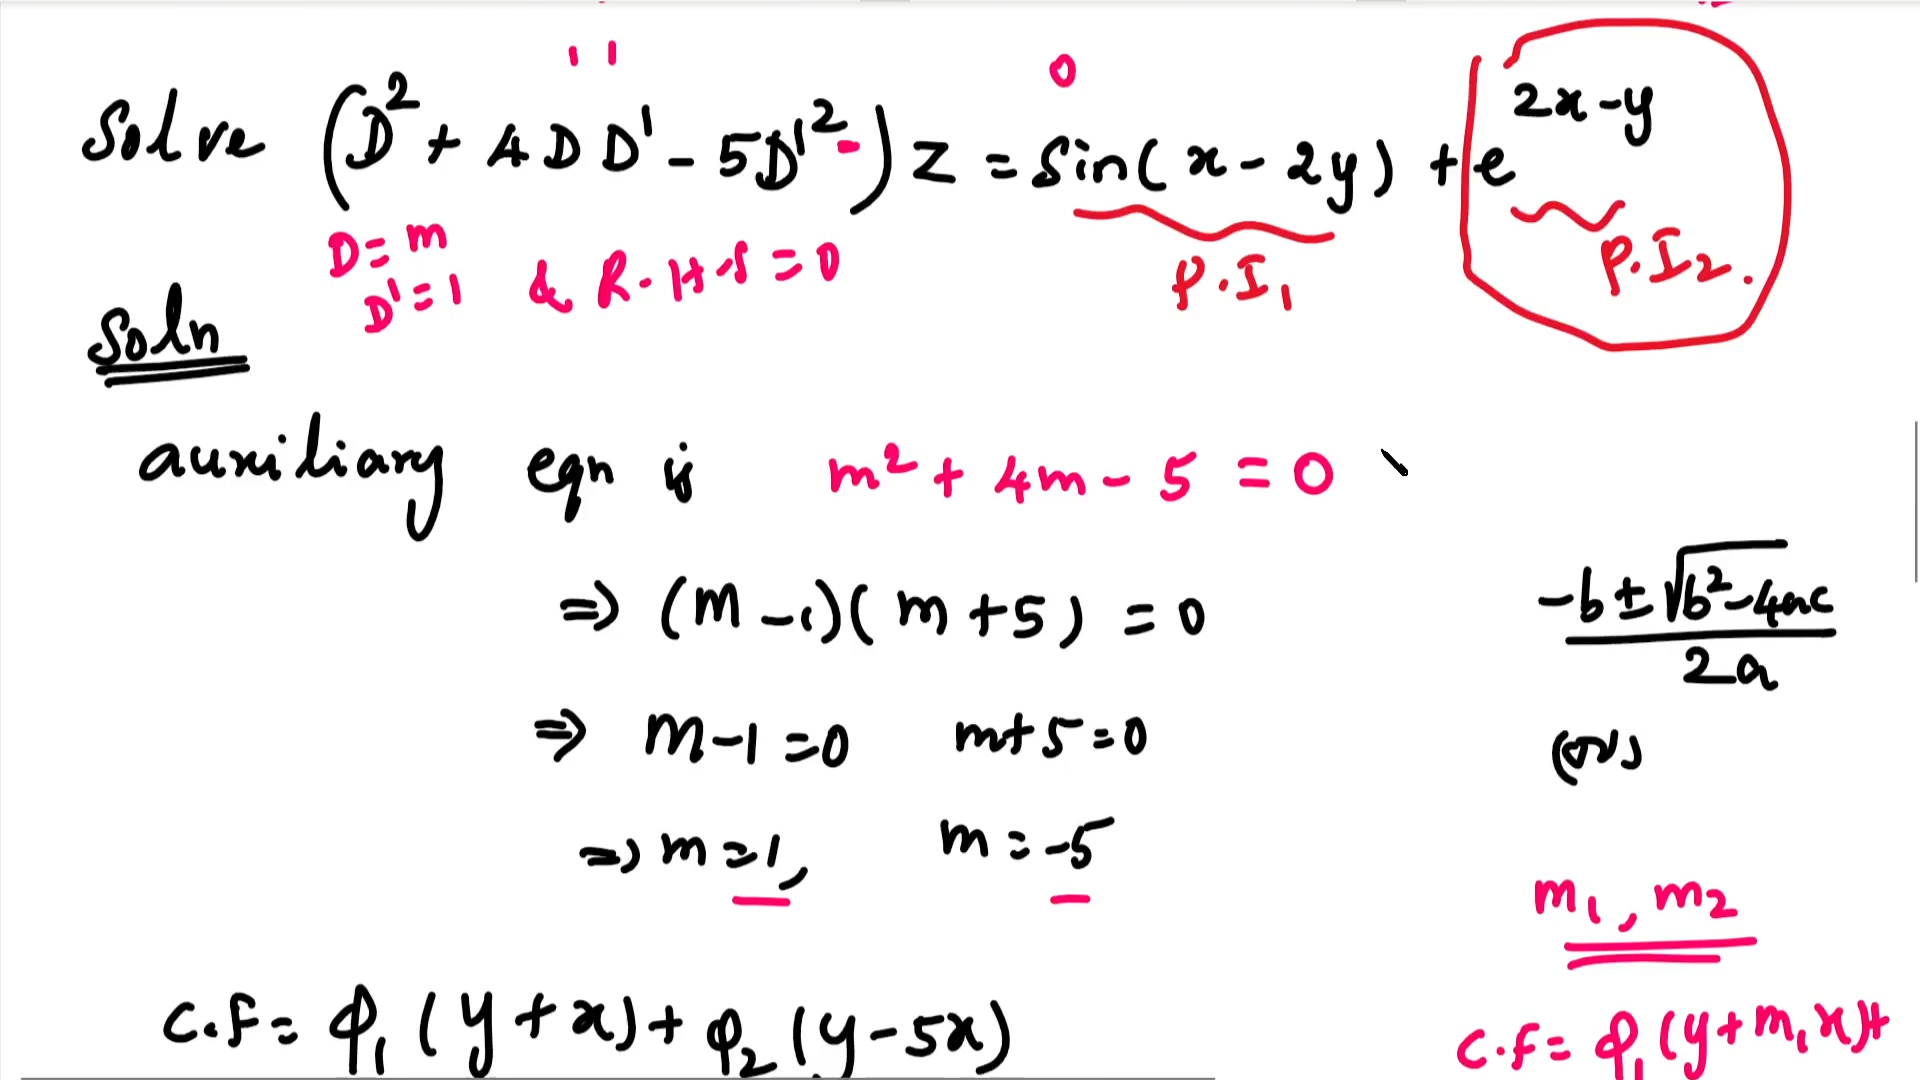 Solve (D² + 4DD' - 5D'²) z = sin(x - 2y) + e^{2x-y}
0
D = m
D' = 1 & R.H.S = 0
P.I₁
P.I₂.
Soln
auxiliary eqn is m² + 4m - 5 = 0
⇒ (m - 1)(m + 5) = 0
⇒ m - 1 = 0 m + 5 = 0
⇒ m = 1, m = -5
C.F = φ₁(y + x) + φ₂(y - 5x)
-b ± √b² - 4ac
2a
(or)
m₁, m₂
C.F = φ₁(y + m₁x) +